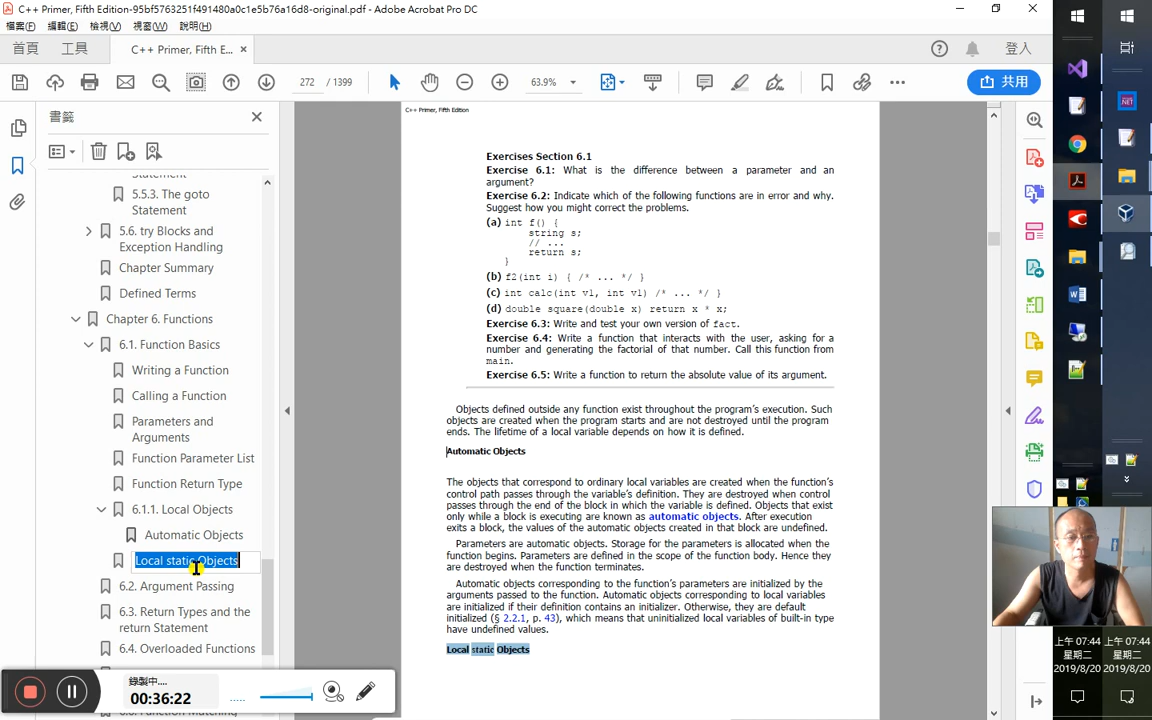 C++ Primer, Fifth Edition-95bf5763251f491480a0c1e5b76a16d8-original.pdf - Adobe Acrobat Pro DC
檔案(F) 編輯(E) 檢視(V) 視窗(W) 說明(H)
首頁 工具 C++ Primer, Fifth E... ×
登入
272 / 1399
63.9%
共用
書籤
Statement
5.5.3. The goto
Statement
5.6. try Blocks and
Exception Handling
Chapter Summary
Defined Terms
Chapter 6. Functions
6.1. Function Basics
Writing a Function
Calling a Function
Parameters and
Arguments
Function Parameter List
Function Return Type
6.1.1. Local Objects
Automatic Objects
Local static Objects
6.2. Argument Passing
6.3. Return Types and the
return Statement
6.4. Overloaded Functions
6.6. Function Matching
C++ Primer, Fifth Edition
Exercises Section 6.1
Exercise 6.1: What is the difference between a parameter and an
argument?
Exercise 6.2: Indicate which of the following functions are in error and why.
Suggest how you might correct the problems.
(a) int f() {
string s;
// ...
return s;
}
(b) f2(int i) { /* ... */ }
(c) int calc(int v1, int v1) /* ... */ }
(d) double square(double x) return x * x;
Exercise 6.3: Write and test your own version of fact.
Exercise 6.4: Write a function that interacts with the user, asking for a
number and generating the factorial of that number. Call this function from
main.
Exercise 6.5: Write a function to return the absolute value of its argument.
Objects defined outside any function exist throughout the program's execution. Such
objects are created when the program starts and are not destroyed until the program
ends. The lifetime of a local variable depends on how it is defined.
Automatic Objects
The objects that correspond to ordinary local variables are created when the function's
control path passes through the variable's definition. They are destroyed when control
passes through the end of the block in which the variable is defined. Objects that exist
only while a block is executing are known as automatic objects. After execution
exits a block, the values of the automatic objects created in that block are undefined.
Parameters are automatic objects. Storage for the parameters is allocated when the
function begins. Parameters are defined in the scope of the function body. Hence they
are destroyed when the function terminates.
Automatic objects corresponding to the function's parameters are initialized by the
arguments passed to the function. Automatic objects corresponding to local variables
are initialized if their definition contains an initializer. Otherwise, they are default
initialized (§ 2.2.1, p. 43), which means that uninitialized local variables of built-in type
have undefined values.
Local static Objects
錄製中....
00:36:22
.NET
上午 07:44
星期二
2019/8/20
上午 07:44
星期二
2019/8/20